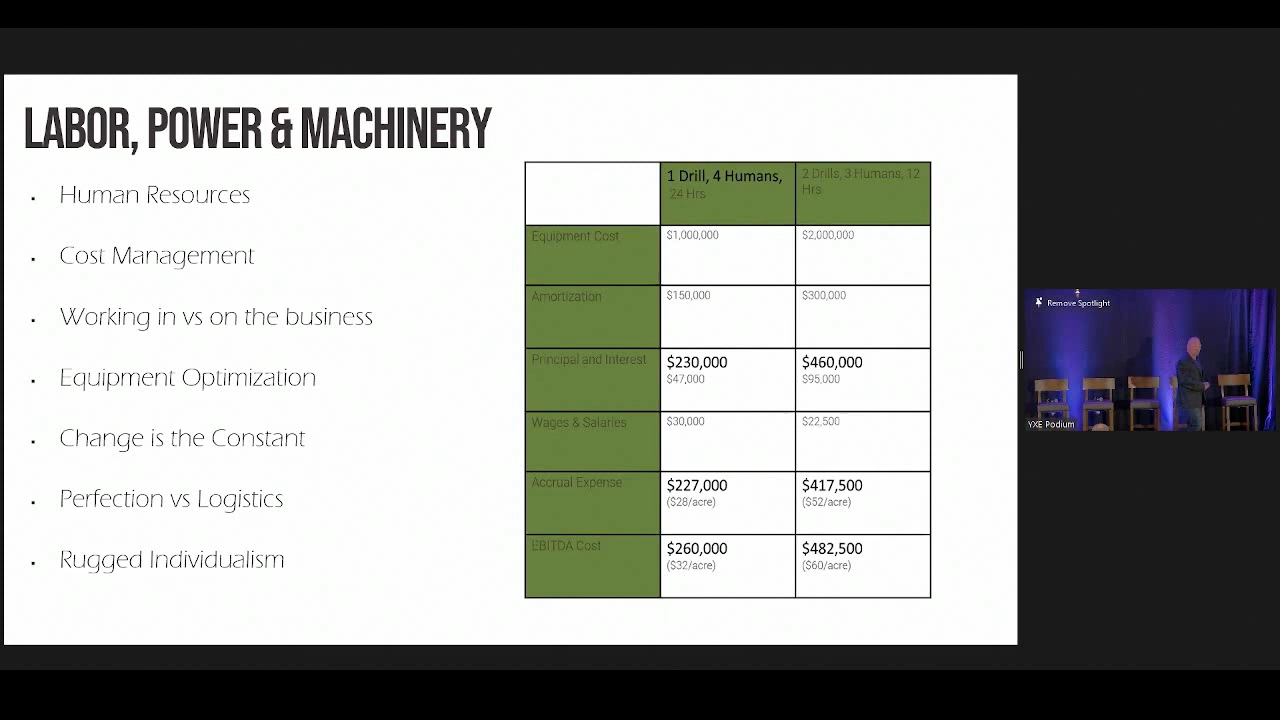 LABOR, POWER & MACHINERY
▪ Human Resources
▪ Cost Management
▪ Working in vs on the business
▪ Equipment Optimization
▪ Change is the Constant
▪ Perfection vs Logistics
▪ Rugged Individualism
1 Drill, 4 Humans,
24 Hrs
2 Drills, 3 Humans, 12
Hrs
Equipment Cost
$1,000,000
$2,000,000
Amortization
$150,000
$300,000
Principal and Interest
$230,000
$47,000
$460,000
$95,000
Wages & Salaries
$30,000
$22,500
Accrual Expense
$227,000
($28/acre)
$417,500
($52/acre)
EBITDA Cost
$260,000
($32/acre)
$482,500
($60/acre)
Remove Spotlight
YXE Podium